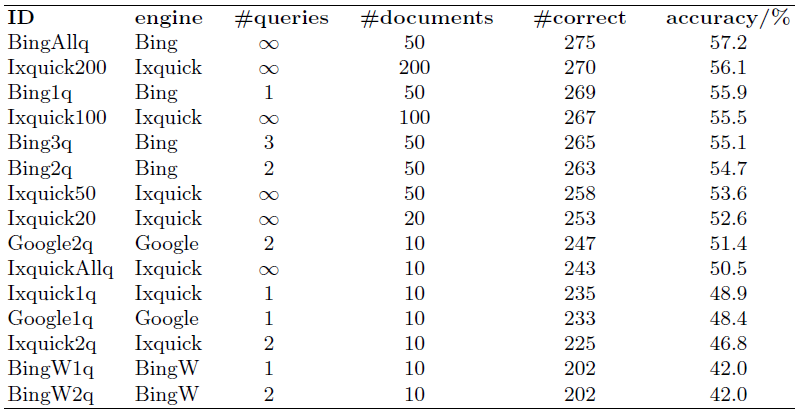 ID engine #queries #documents #correct accuracy/%
BingAllq Bing ∞ 50 275 57.2
Ixquick200 Ixquick ∞ 200 270 56.1
Bing1q Bing 1 50 269 55.9
Ixquick100 Ixquick ∞ 100 267 55.5
Bing3q Bing 3 50 265 55.1
Bing2q Bing 2 50 263 54.7
Ixquick50 Ixquick ∞ 50 258 53.6
Ixquick20 Ixquick ∞ 20 253 52.6
Google2q Google 2 10 247 51.4
IxquickAllq Ixquick ∞ 10 243 50.5
Ixquick1q Ixquick 1 10 235 48.9
Google1q Google 1 10 233 48.4
Ixquick2q Ixquick 2 10 225 46.8
BingW1q BingW 1 10 202 42.0
BingW2q BingW 2 10 202 42.0